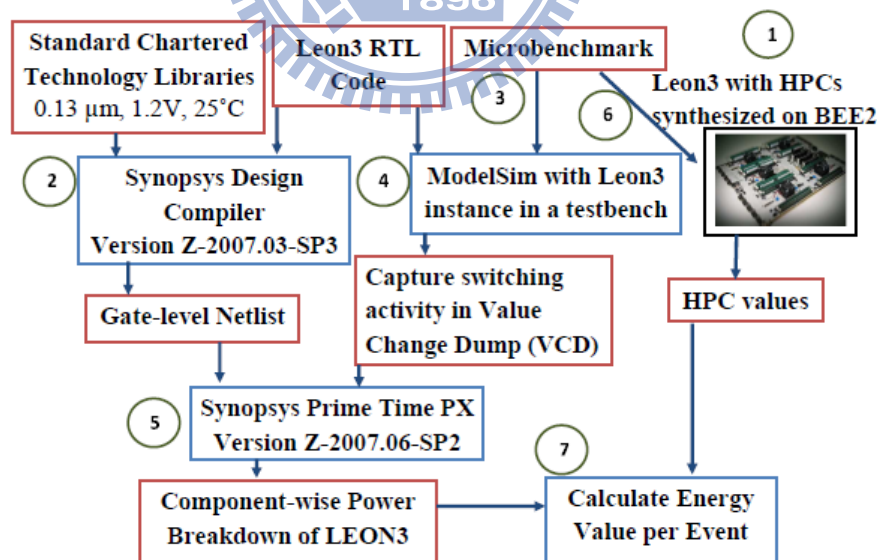 1898
1
Standard Chartered
Technology Libraries
0.13 µm, 1.2V, 25˚C
Leon3 RTL
Code
Microbenchmark
3
6
Leon3 with HPCs
synthesized on BEE2
2
Synopsys Design
Compiler
Version Z-2007.03-SP3
4
ModelSim with Leon3
instance in a testbench
Gate-level Netlist
Capture switching
activity in Value
Change Dump (VCD)
HPC values
5
Synopsys Prime Time PX
Version Z-2007.06-SP2
7
Component-wise Power
Breakdown of LEON3
Calculate Energy
Value per Event